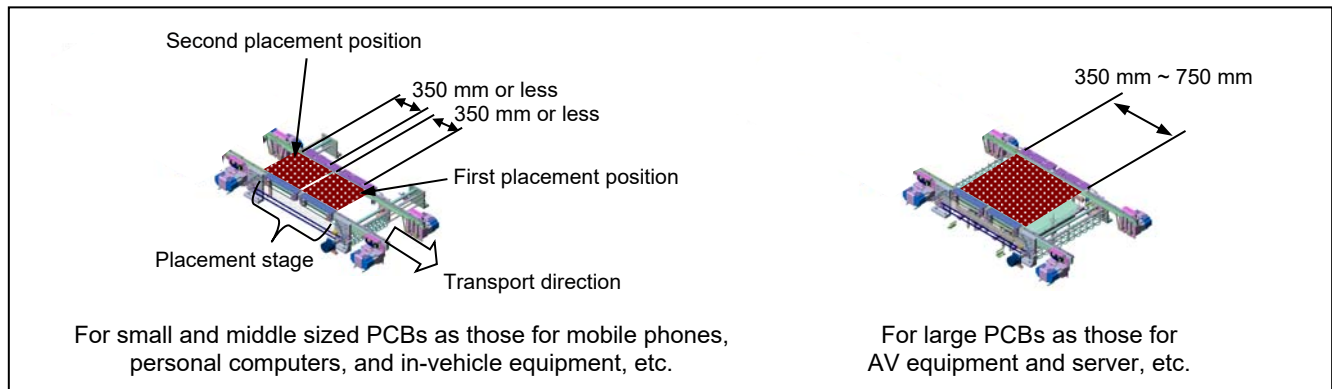 Second placement position
350 mm or less
350 mm or less
First placement position
Placement stage
Transport direction
For small and middle sized PCBs as those for mobile phones,
personal computers, and in-vehicle equipment, etc.
350 mm ~ 750 mm
For large PCBs as those for
AV equipment and server, etc.